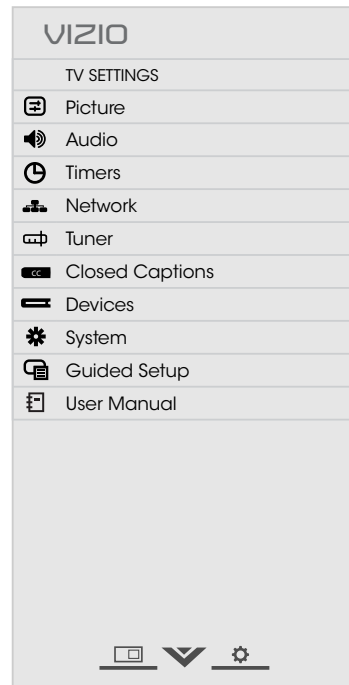 VIZIO
TV SETTINGS
Picture
Audio
Timers
Network
Tuner
CC
Closed Captions
Devices
System
Guided Setup
User Manual